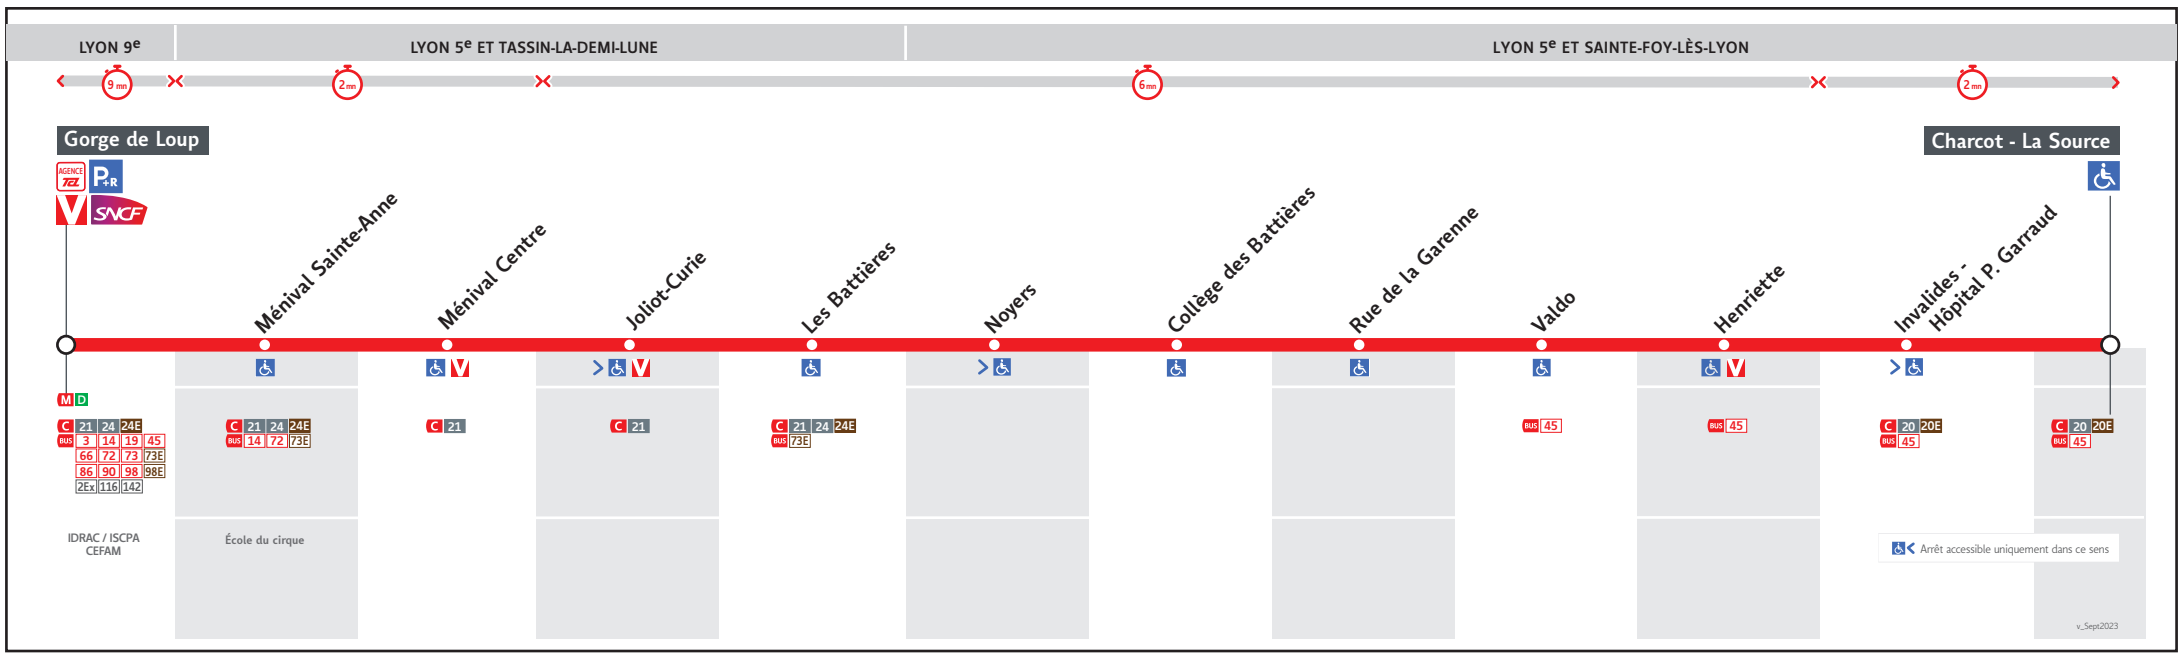 LYON 9e
LYON 5e ET TASSIN-LA-DEMI-LUNE
LYON 5e ET SAINTE-FOY-LÈS-LYON
9 mn
2 mn
6 mn
2 mn
Gorge de Loup
Charcot - La Source
AGENCE
TCL
P+R
V SNCF
Ménival Sainte-Anne
Ménival Centre
Joliot-Curie
Les Battières
Noyers
Collège des Battières
Rue de la Garenne
Valdo
Henriette
Invalides -
Hôpital P. Garraud
V
V
V
M D
C 21 24 24E
BUS 3 14 19 45
66 72 73 73E
86 90 98 98E
2Ex 116 142
C 21 24 24E
BUS 14 72 73E
C 21
C 21
C 21 24 24E
BUS 73E
BUS 45
BUS 45
C 20 20E
BUS 45
C 20 20E
BUS 45
IDRAC / ISCPA
CEFAM
École du cirque
Arrêt accessible uniquement dans ce sens
v_Sept2023